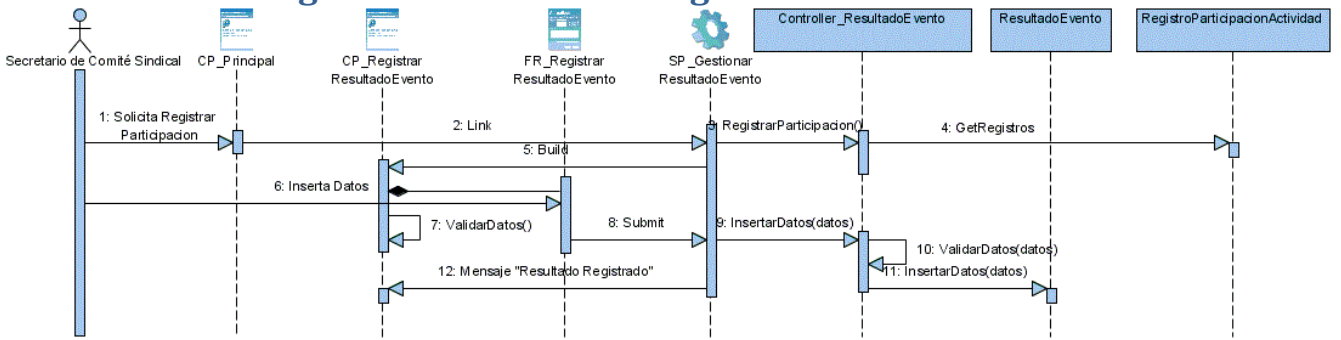 Controller_ResultadoEvento
ResultadoEvento
RegistroParticipacionActividad
Secretario de Comité Sindical
CP_Principal
CP_Registrar
ResultadoEvento
FR_Registrar
ResultadoEvento
SP_Gestionar
ResultadoEvento
1: Solicita Registrar
Participacion
2: Link
3: RegistrarParticipacion()
4: GetRegistros
5: Build
6: Inserta Datos
7: ValidarDatos()
8: Submit
9: InsertarDatos(datos)
10: ValidarDatos(datos)
11: InsertarDatos(datos)
12: Mensaje "Resultado Registrado"